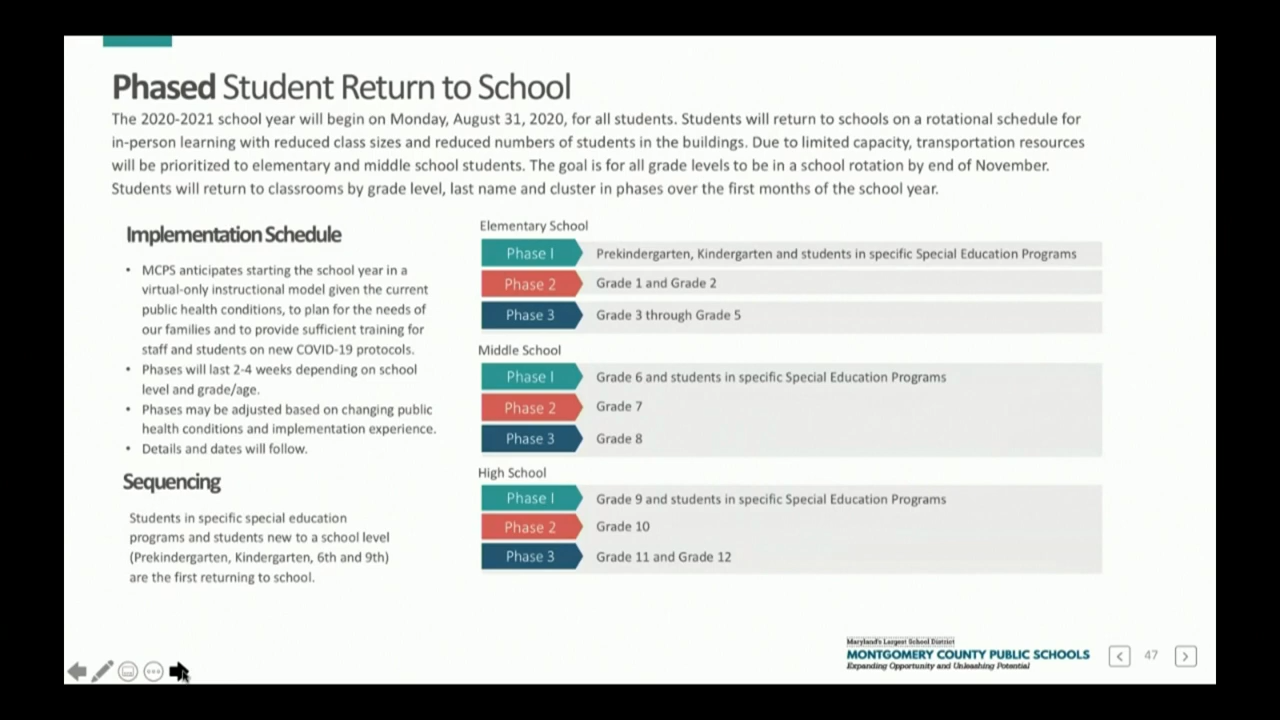 Phased Student Return to School
The 2020-2021 school year will begin on Monday, August 31, 2020, for all students. Students will return to schools on a rotational schedule for
in-person learning with reduced class sizes and reduced numbers of students in the buildings. Due to limited capacity, transportation resources
will be prioritized to elementary and middle school students. The goal is for all grade levels to be in a school rotation by end of November.
Students will return to classrooms by grade level, last name and cluster in phases over the first months of the school year.
Implementation Schedule
• MCPS anticipates starting the school year in a
virtual-only instructional model given the current
public health conditions, to plan for the needs of
our families and to provide sufficient training for
staff and students on new COVID-19 protocols.
• Phases will last 2-4 weeks depending on school
level and grade/age.
• Phases may be adjusted based on changing public
health conditions and implementation experience.
• Details and dates will follow.
Sequencing
Students in specific special education
programs and students new to a school level
(Prekindergarten, Kindergarten, 6th and 9th)
are the first returning to school.
Elementary School
Phase I Prekindergarten, Kindergarten and students in specific Special Education Programs
Phase 2 Grade 1 and Grade 2
Phase 3 Grade 3 through Grade 5
Middle School
Phase I Grade 6 and students in specific Special Education Programs
Phase 2 Grade 7
Phase 3 Grade 8
High School
Phase I Grade 9 and students in specific Special Education Programs
Phase 2 Grade 10
Phase 3 Grade 11 and Grade 12
Maryland's Largest School District
MONTGOMERY COUNTY PUBLIC SCHOOLS
Expanding Opportunity and Unleashing Potential
47